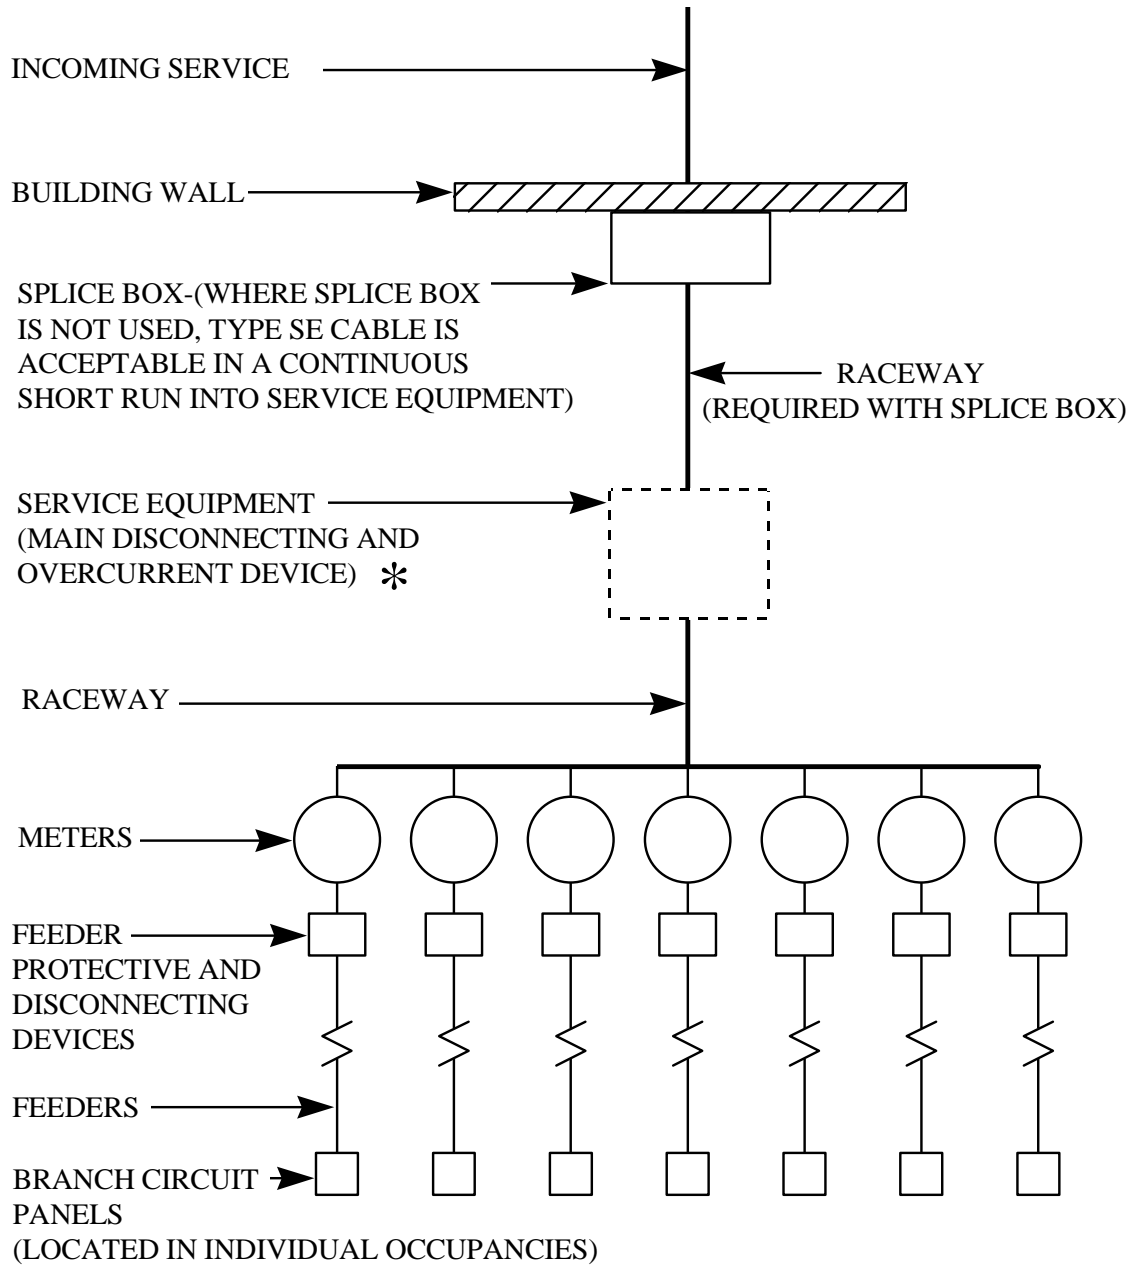 INCOMING SERVICE
BUILDING WALL
SPLICE BOX-(WHERE SPLICE BOX
IS NOT USED, TYPE SE CABLE IS
ACCEPTABLE IN A CONTINUOUS
SHORT RUN INTO SERVICE EQUIPMENT)
RACEWAY
(REQUIRED WITH SPLICE BOX)
SERVICE EQUIPMENT
(MAIN DISCONNECTING AND
OVERCURRENT DEVICE) *
RACEWAY
METERS
FEEDER
PROTECTIVE AND
DISCONNECTING
DEVICES
FEEDERS
BRANCH CIRCUIT
PANELS
(LOCATED IN INDIVIDUAL OCCUPANCIES)